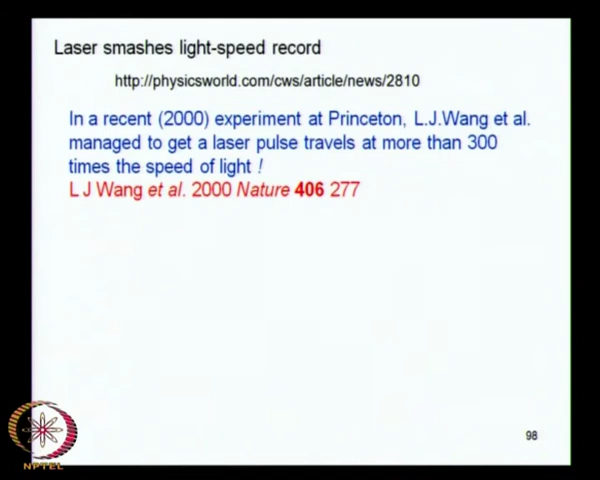 Laser smashes light-speed record
http://physicsworld.com/cws/article/news/2810
In a recent (2000) experiment at Princeton, L.J.Wang et al.
managed to get a laser pulse travels at more than 300
times the speed of light !
L J Wang et al. 2000 Nature 406 277
98
NPTEL